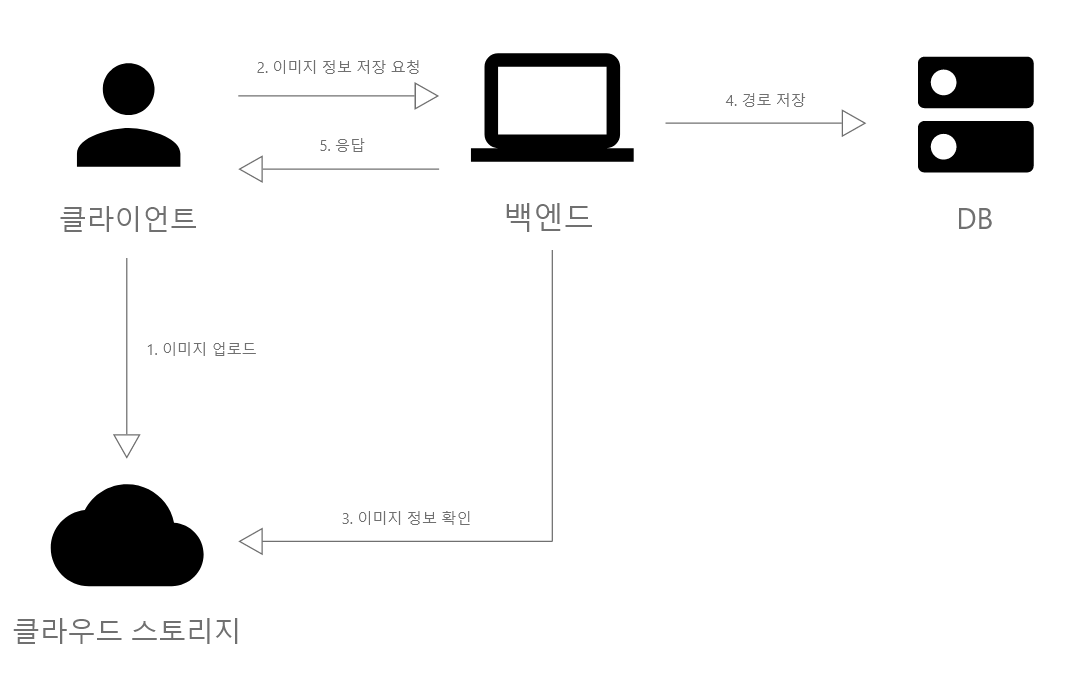 2. 이미지 정보 저장 요청
4. 경로 저장
5. 응답
클라이언트
백엔드
DB
1. 이미지 업로드
3. 이미지 정보 확인
클라우드 스토리지